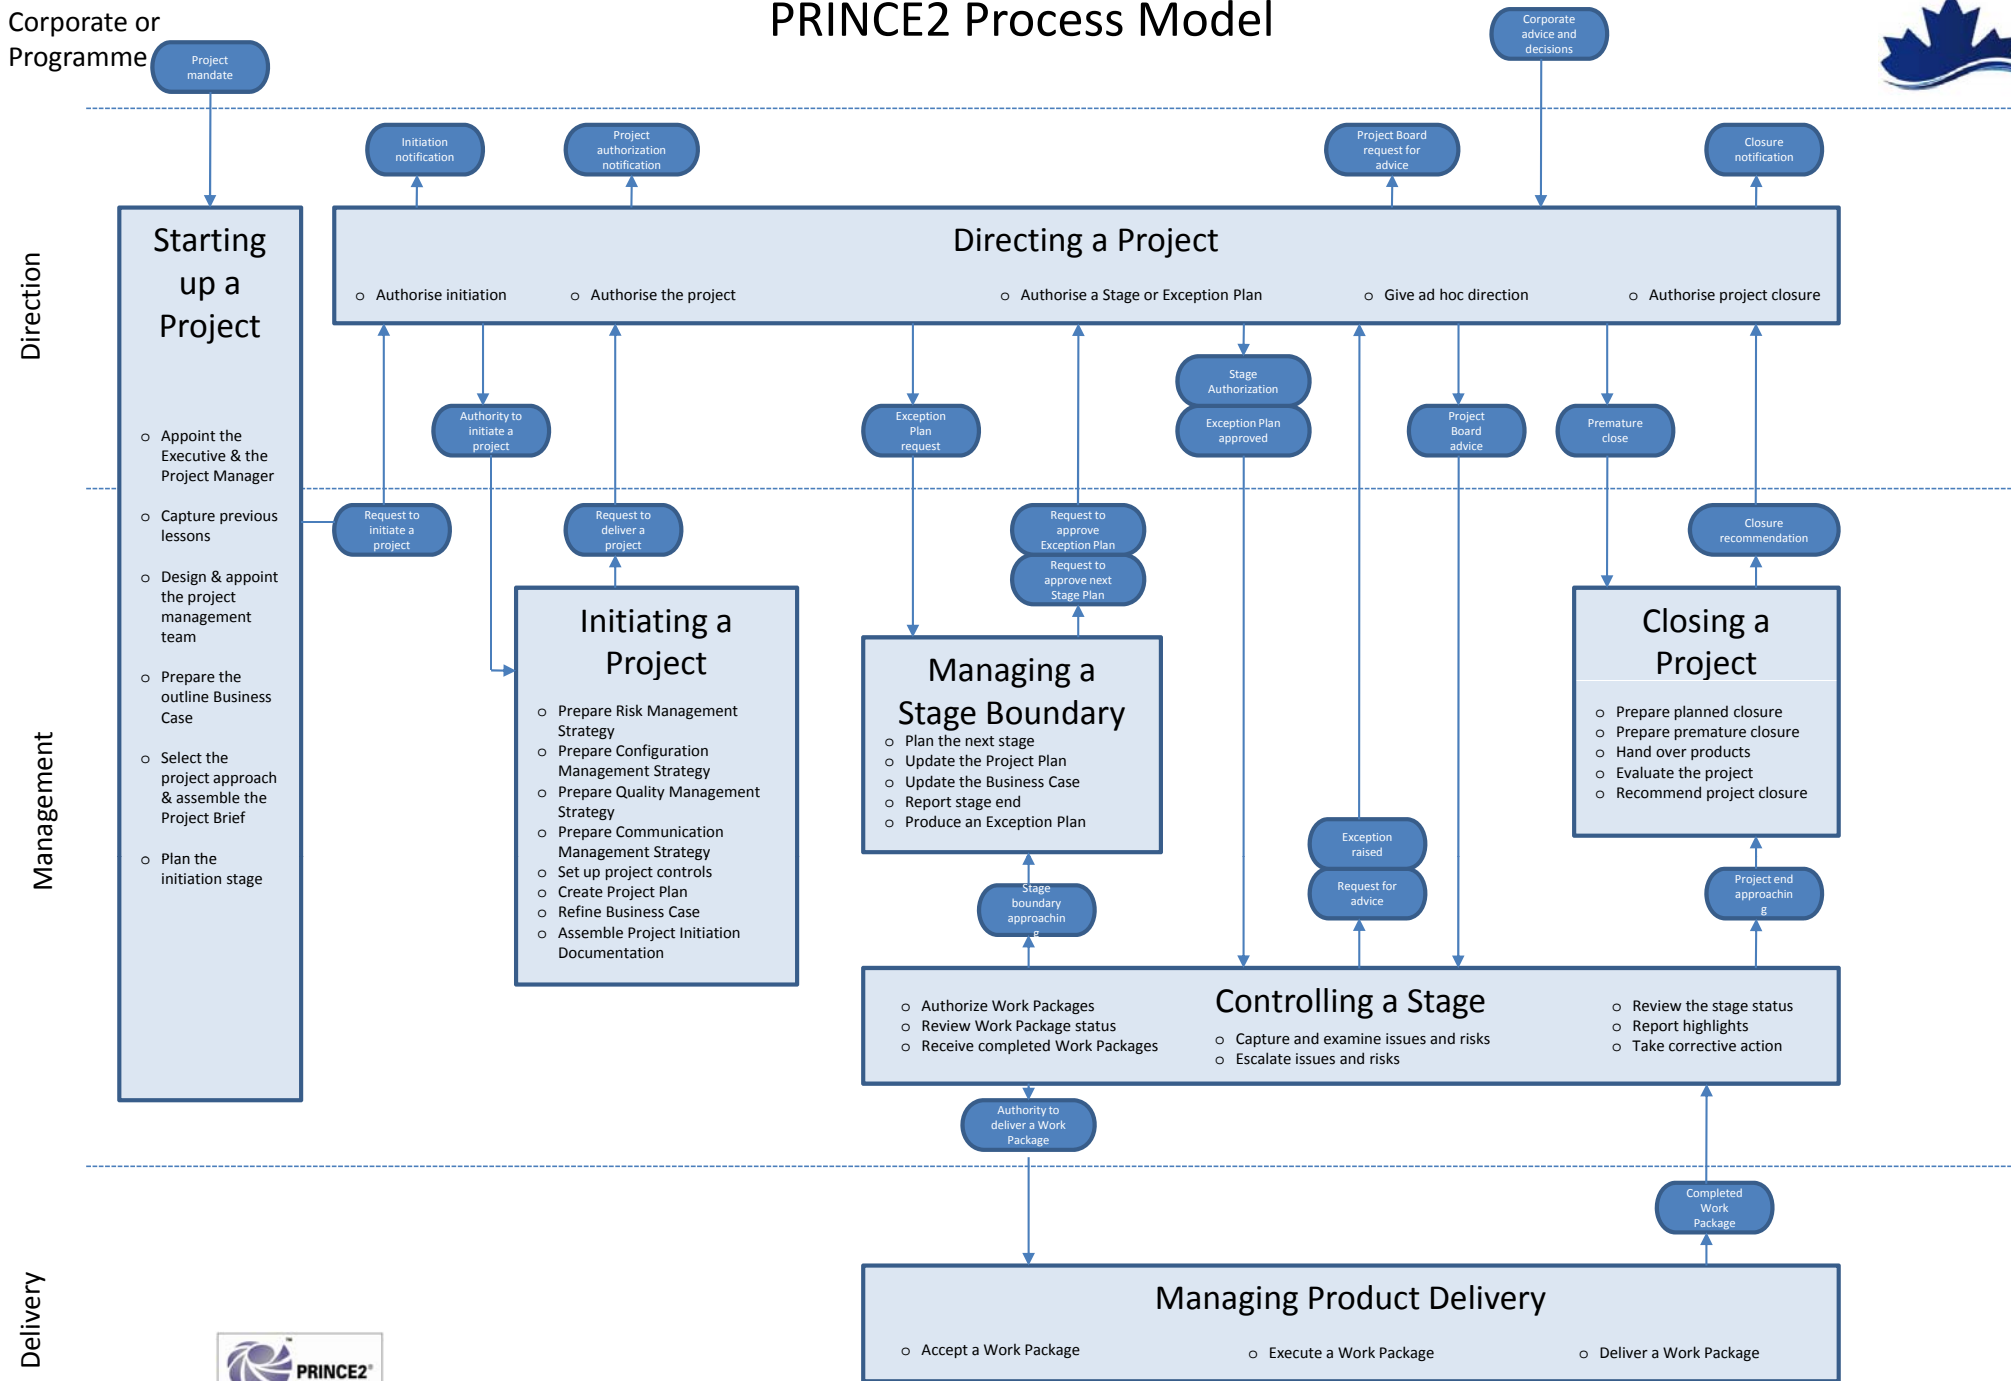 PRINCE2 Process Model
Corporate or
Programme
Project
mandate
Corporate
advice and
decisions
Initiation
notification
Project
authorization
notification
Project Board
request for
advice
Closure
notification
Direction
Starting
up a
Project
o Appoint the
Executive & the
Project Manager
o Capture previous
lessons
o Design & appoint
the project
management
team
o Prepare the
outline Business
Case
o Select the
project approach
& assemble the
Project Brief
o Plan the
initiation stage
Directing a Project
o Authorise initiation
o Authorise the project
o Authorise a Stage or Exception Plan
o Give ad hoc direction
o Authorise project closure
Authority to
initiate a
project
Exception
Plan
request
Stage
Authorization
Exception Plan
approved
Project
Board
advice
Premature
close
Management
Request to
initiate a
project
Request to
deliver a
project
Request to
approve
Exception Plan
Request to
approve next
Stage Plan
Closure
recommendation
Initiating a
Project
o Prepare Risk Management
Strategy
o Prepare Configuration
Management Strategy
o Prepare Quality Management
Strategy
o Prepare Communication
Management Strategy
o Set up project controls
o Create Project Plan
o Refine Business Case
o Assemble Project Initiation
Documentation
Managing a
Stage Boundary
o Plan the next stage
o Update the Project Plan
o Update the Business Case
o Report stage end
o Produce an Exception Plan
Closing a
Project
o Prepare planned closure
o Prepare premature closure
o Hand over products
o Evaluate the project
o Recommend project closure
Stage
boundary
approachin
g
Exception
raised
Request for
advice
Project end
approachin
g
Controlling a Stage
o Authorize Work Packages
o Review Work Package status
o Receive completed Work Packages
o Capture and examine issues and risks
o Escalate issues and risks
o Review the stage status
o Report highlights
o Take corrective action
Authority to
deliver a Work
Package
Completed
Work
Package
Delivery
Managing Product Delivery
o Accept a Work Package
o Execute a Work Package
o Deliver a Work Package
™
PRINCE2®